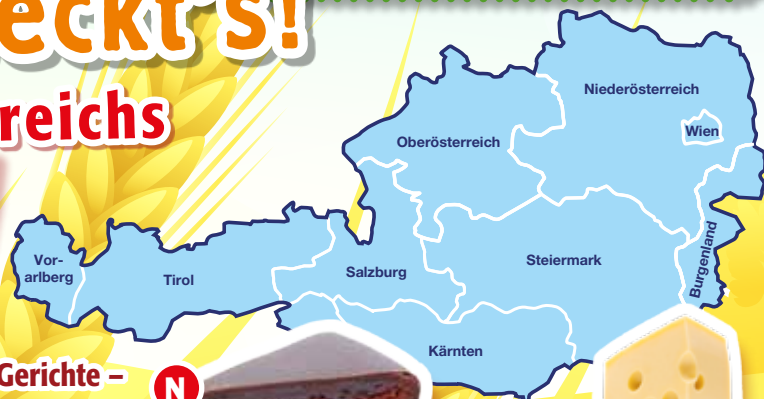 eckt's!
reichs
Niederösterreich
Wien
Oberösterreich
Vor-
arlberg
Tirol
Salzburg
Steiermark
Burgenland
Kärnten
Gerichte –
N